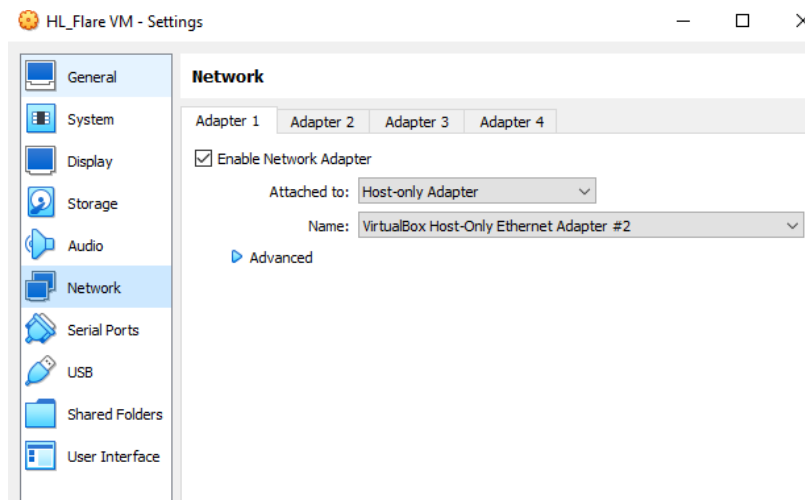 HL_Flare VM - Settings
General
System
Display
Storage
Audio
Network
Serial Ports
USB
Shared Folders
User Interface
Network
Adapter 1 Adapter 2 Adapter 3 Adapter 4
Enable Network Adapter
Attached to: Host-only Adapter
Name: VirtualBox Host-Only Ethernet Adapter #2
Advanced